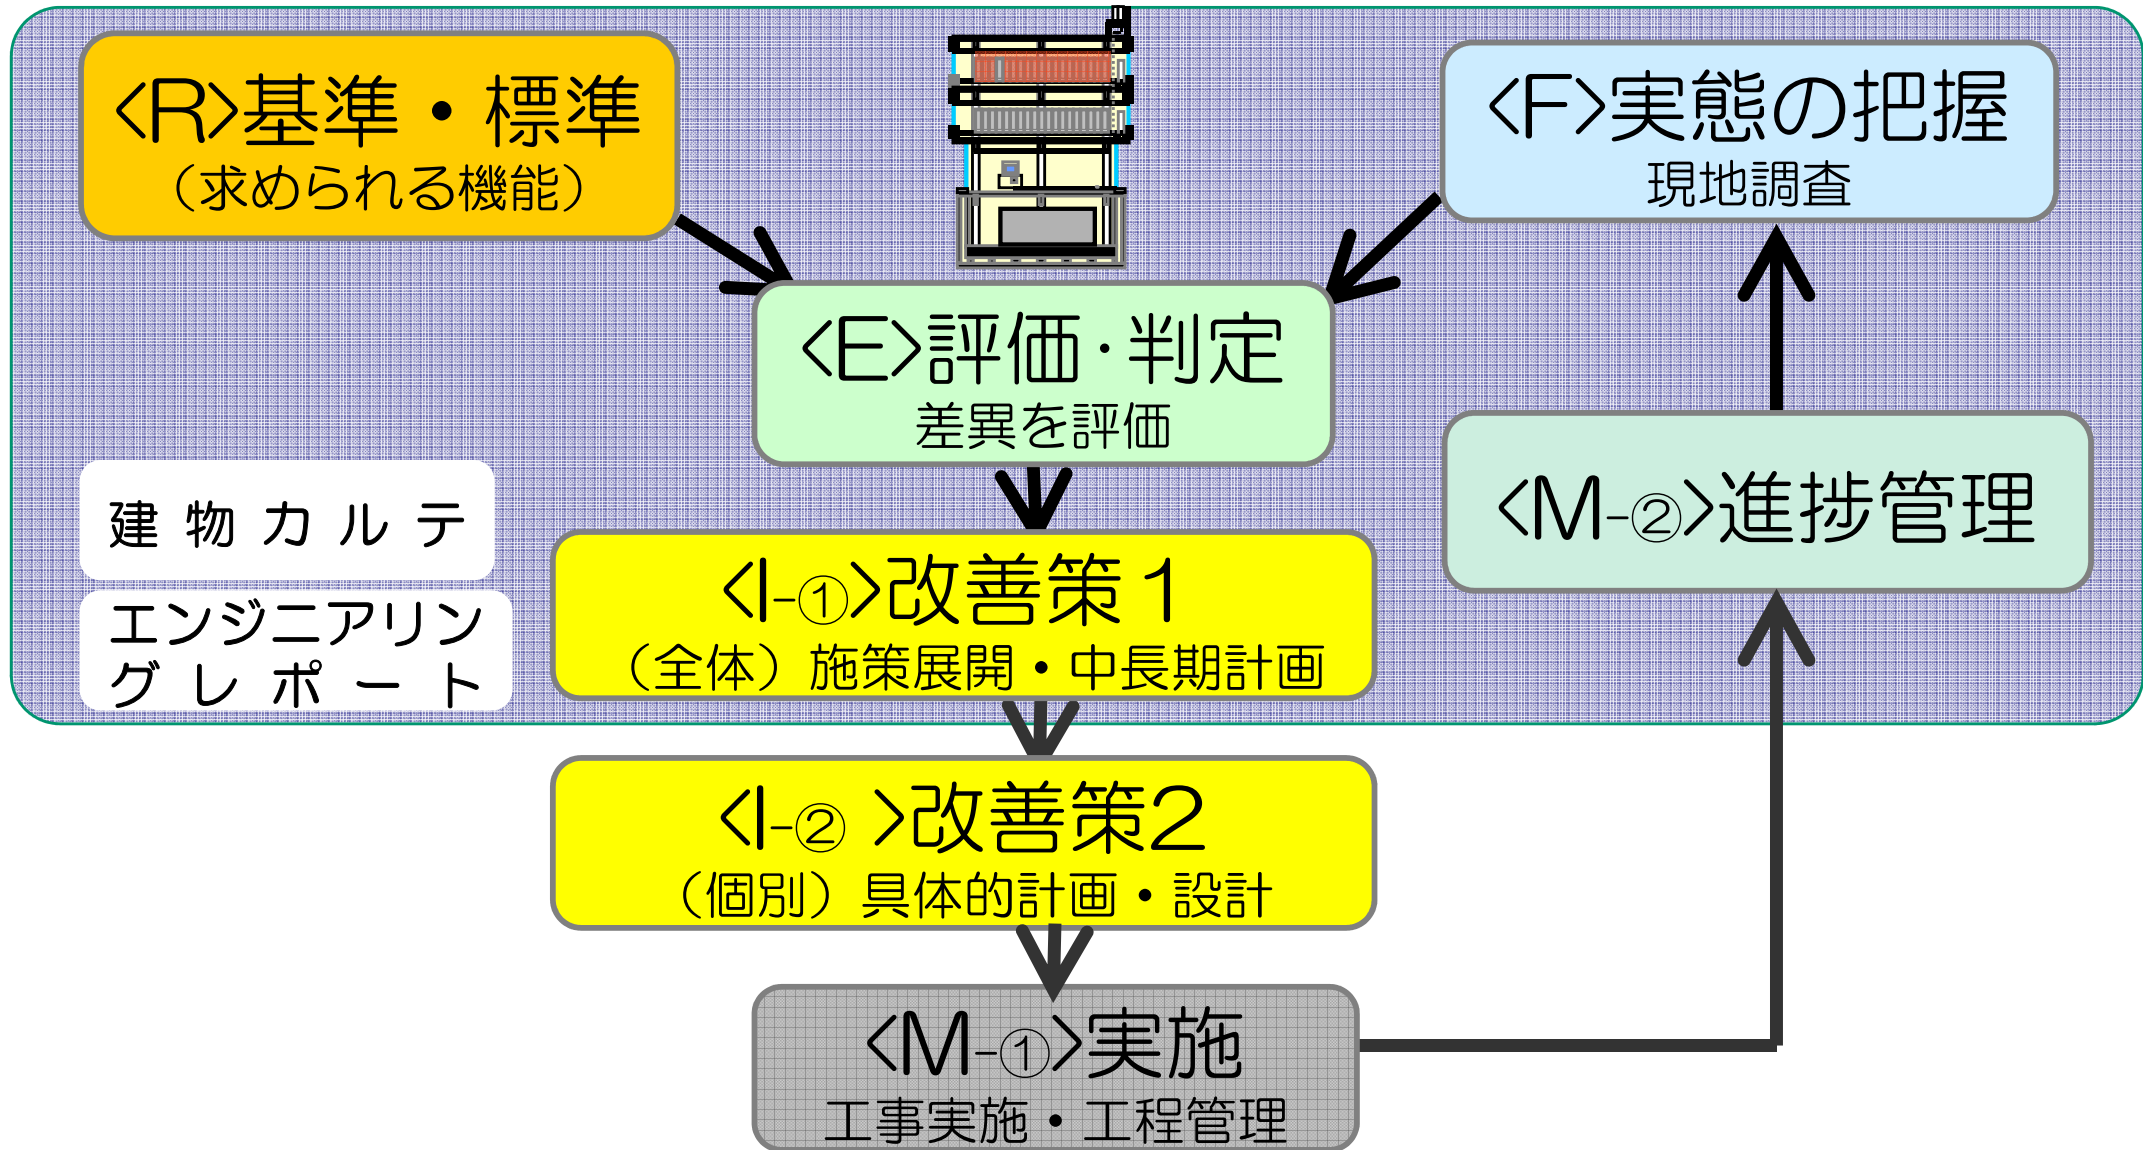 <R>基準・標準
（求められる機能）
<F>実態の把握
現地調査
<E>評価・判定
差異を評価
<M-②>進捗管理
建物カルテ
エンジニアリン
グレポート
<I-①>改善策１
（全体）施策展開・中長期計画
<I-② >改善策2
（個別）具体的計画・設計
<M-①>実施
工事実施・工程管理